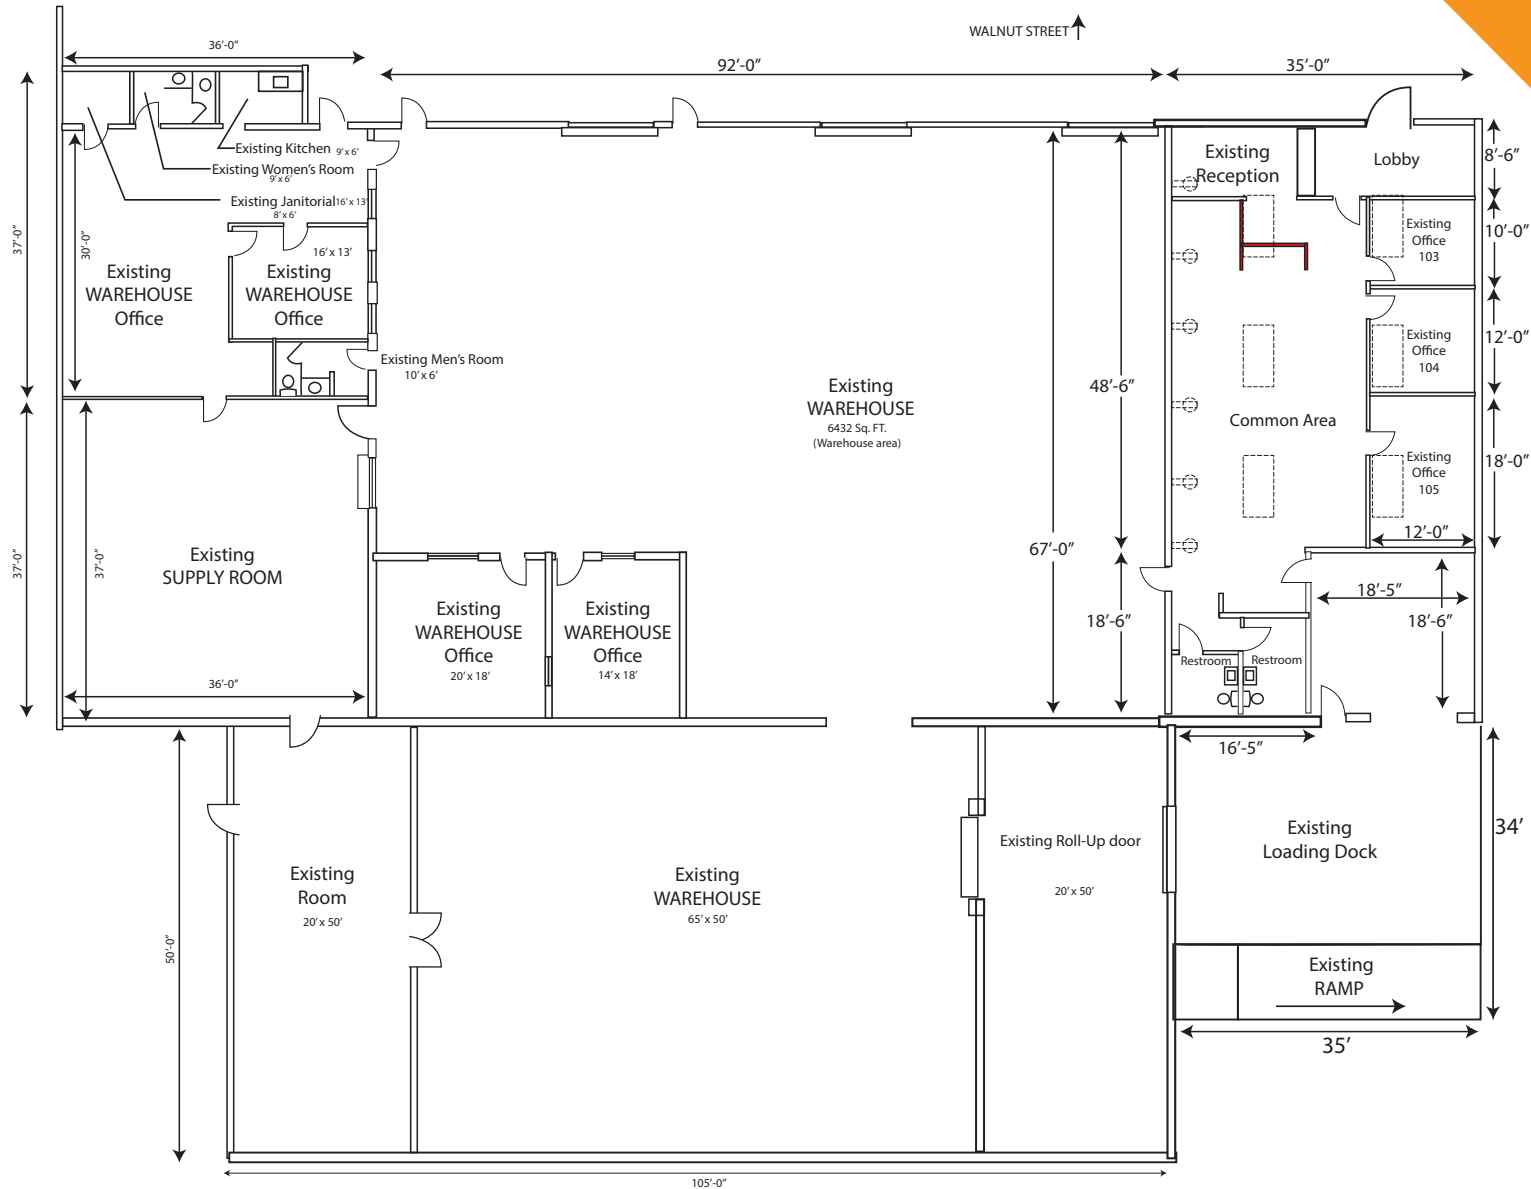 WALNUT STREET
36’-0”
92’-0”
35’-0”
Existing Kitchen 9’x 6’
Existing Women’s Room
9’x 6’
Existing Janitorial 16’x 13’
8’x 6’
37’-0”
30’-0”
16’x 13’
Existing
WAREHOUSE
Office
Existing
WAREHOUSE
Office
Existing Men’s Room
10’x 6’
Existing
WAREHOUSE
6432 Sq. FT.
(Warehouse area)
48’-6”
67’-0”
18’-6”
Existing
Reception
Lobby
8’-6”
Existing
Office
103
10’-0”
Existing
Office
104
12’-0”
Common Area
Existing
Office
105
18’-0”
12’-0”
18’-5”
18’-6”
Restroom
Restroom
16’-5”
37’-0”
37’-0”
Existing
SUPPLY ROOM
36’-0”
Existing
WAREHOUSE
Office
20’x 18’
Existing
WAREHOUSE
Office
14’x 18’
50’-0”
Existing
Room
20’x 50’
Existing
WAREHOUSE
65’x 50’
Existing Roll-Up door
20’x 50’
Existing
Loading Dock
34’
Existing
RAMP
35’
105’-0”